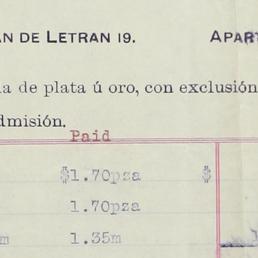 AN DE LETRAN 19. APART
a de plata ú oro, con exclusión
dmisión.
Paid
$1.70pza $
1.70pza
m 1.35m